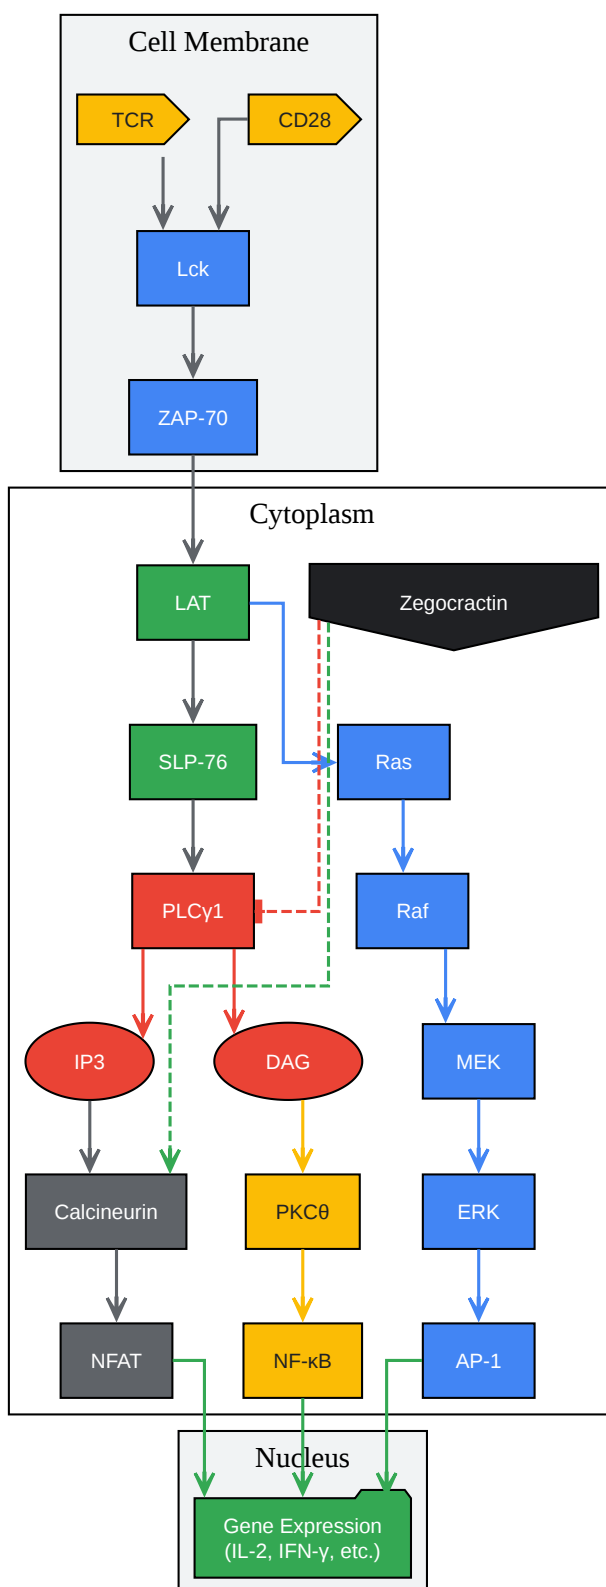 Cell Membrane
TCR
CD28
Lck
ZAP-70
Cytoplasm
LAT
Zegocractin
SLP-76
Ras
PLCγ1
Raf
IP3
DAG
MEK
Calcineurin
PKCθ
ERK
NFAT
NF-κB
AP-1
Nucleus
Gene Expression
(IL-2, IFN-γ, etc.)